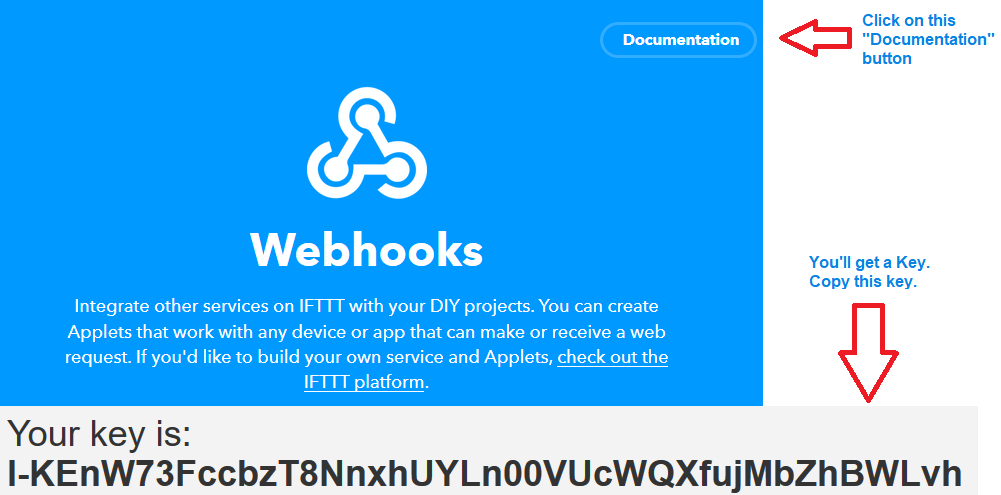 Documentation
Click on this
"Documentation"
button
Webhooks
Integrate other services on IFTTT with your DIY projects. You can create
Applets that work with any device or app that can make or receive a web
request. If you'd like to build your own service and Applets, check out the
IFTTT platform.
You'll get a Key.
Copy this key.
Your key is:
l-KEnW73FccbzT8NnxhUYLn00VUcWQXfujMbZhBWLvh